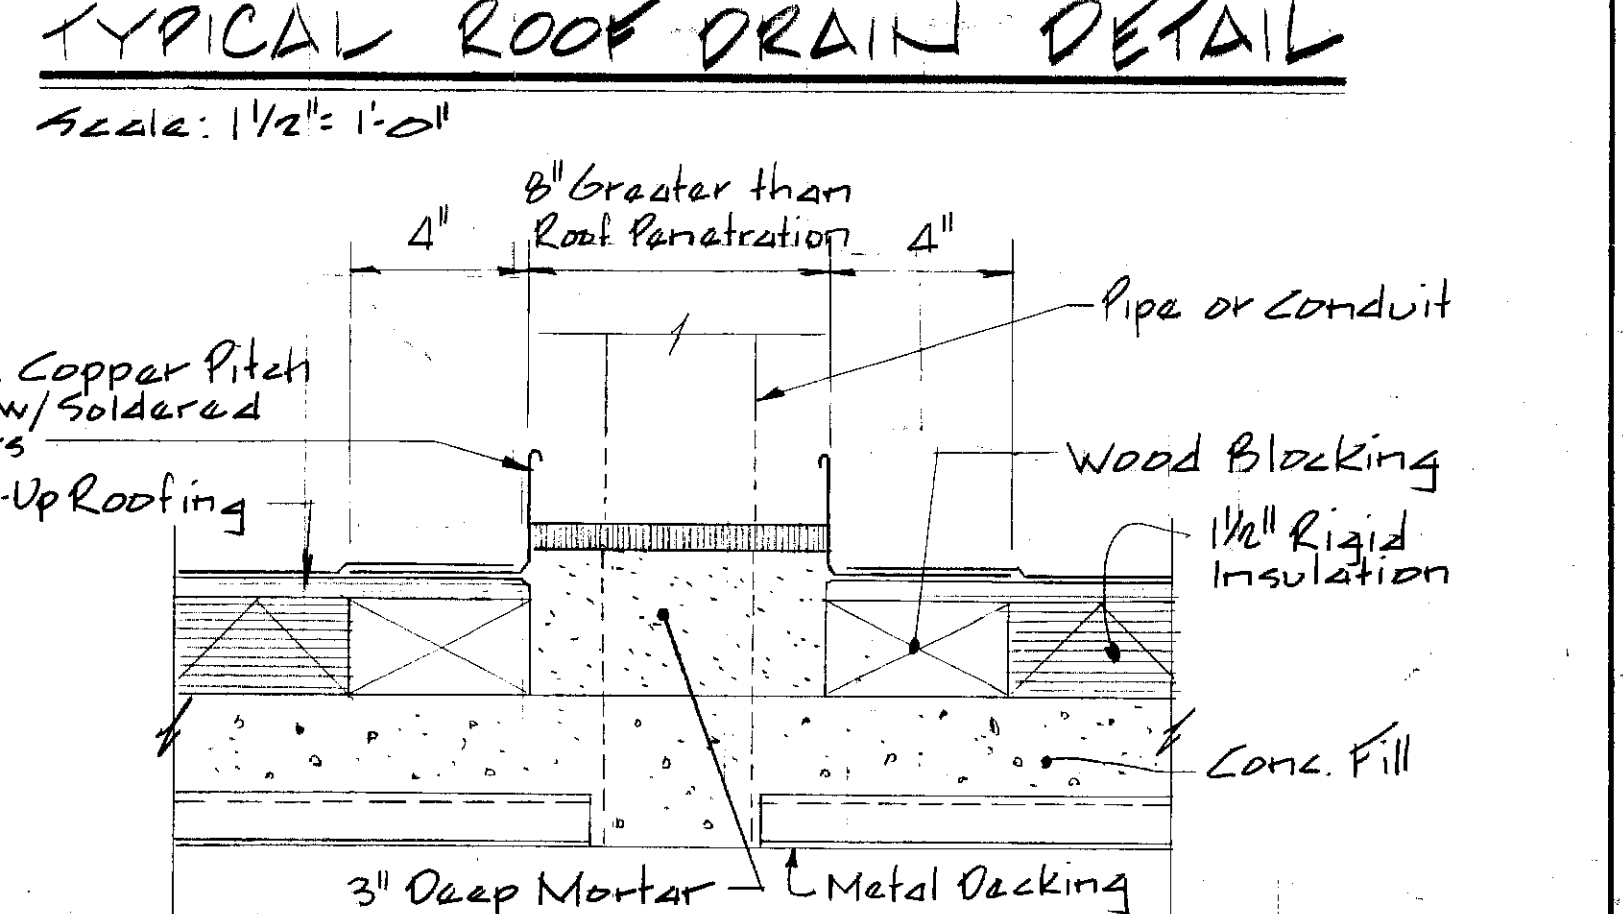 TYPICAL ROOF DRAIN DETAIL
Scale: 1 1/2" = 1'-0"
8" Greater than
Roof Penetration
4"
4"
Pipe or Conduit
Copper Pitch
w/ Soldered
Wood Blocking
-Up Roofing
1 1/2" Rigid
Insulation
Conc. Fill
3" Deep Mortar
Metal Decking